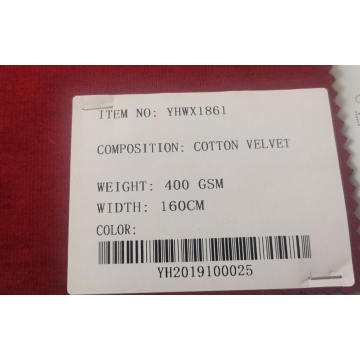 ITEM NO: YHWX1861
COMPOSITION: COTTON VELVET
WEIGHT: 400 GSM
WIDTH: 160CM
COLOR:
YH2019100025